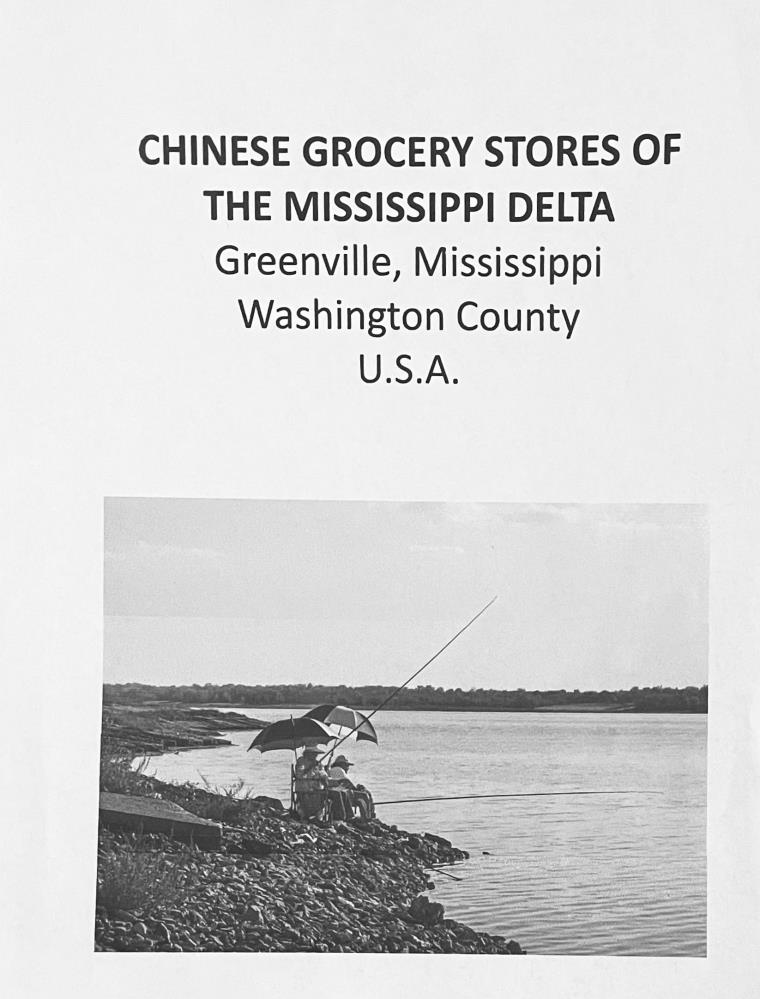 CHINESE GROCERY STORES OF
THE MISSISSIPPI DELTA
Greenville, Mississippi
Washington County
U.S.A.